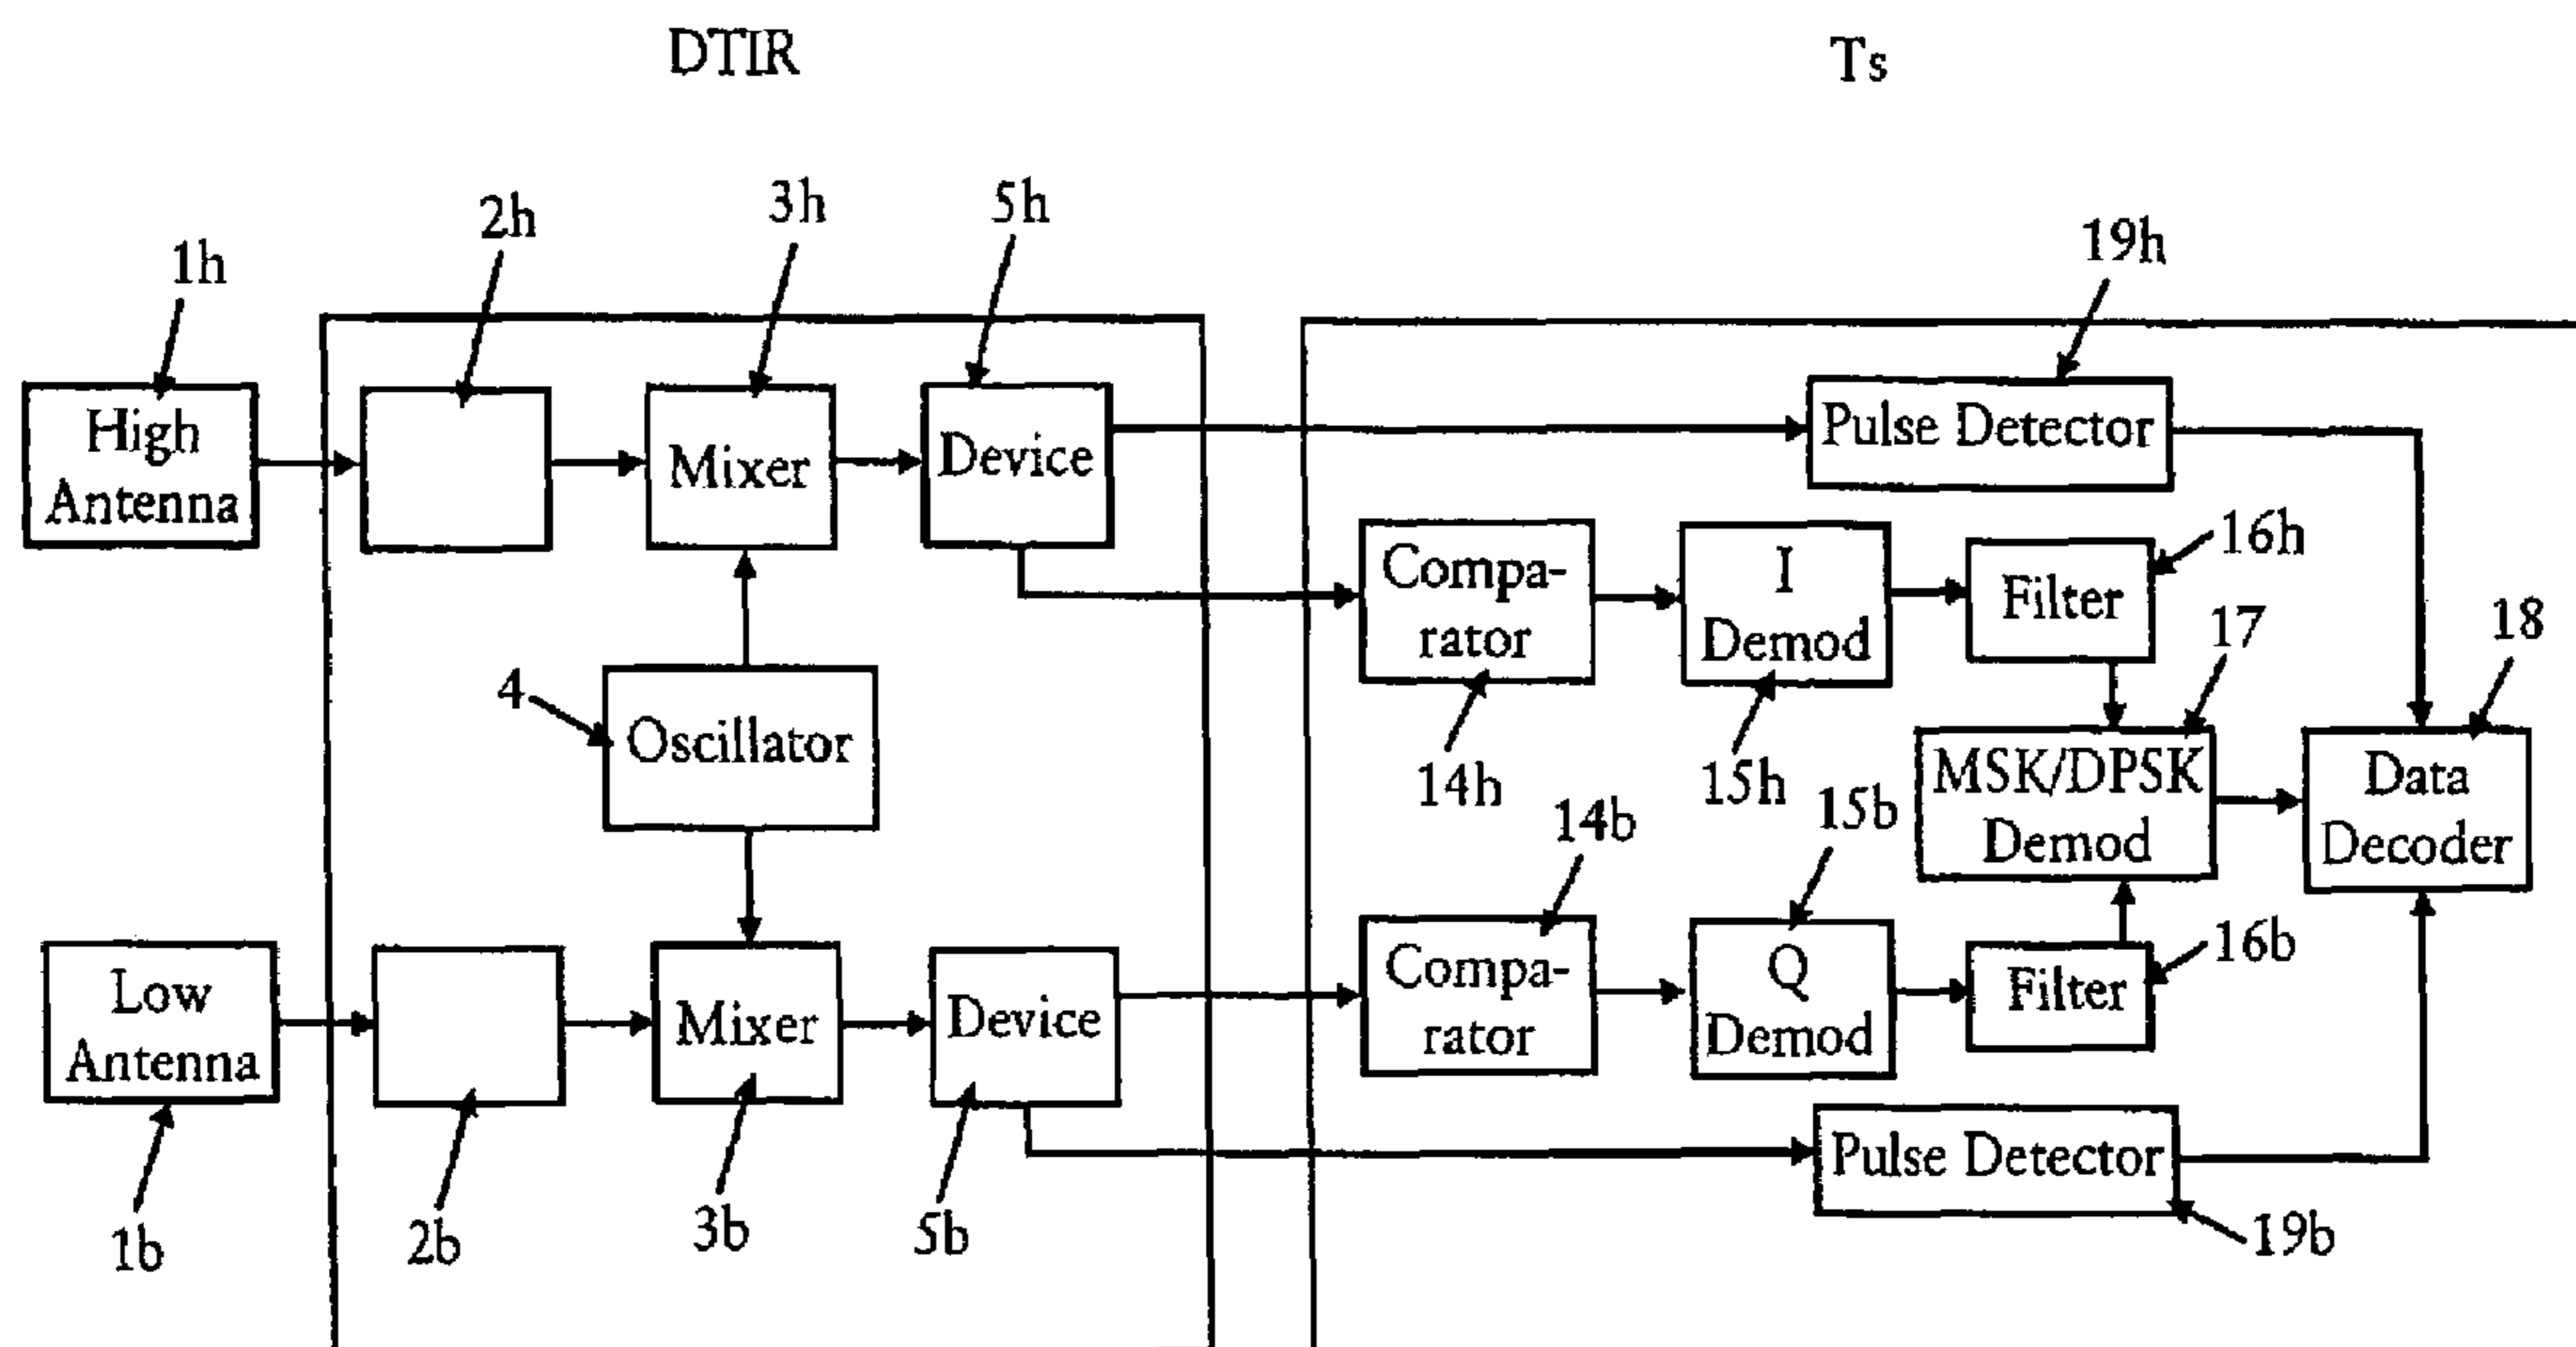 DTIR
Ts
1h
2h
3h
5h
19h
High
Antenna
Mixer
Device
Pulse Detector
Compa-
rator
I
Demod
Filter
16h
17
18
4
Oscillator
14h
15h
MSK/DPSK
Demod
Data
Decoder
14b
15b
Low
Antenna
Mixer
Device
Compa-
rator
Q
Demod
Filter
16b
Pulse Detector
1b
2b
3b
5b
19b